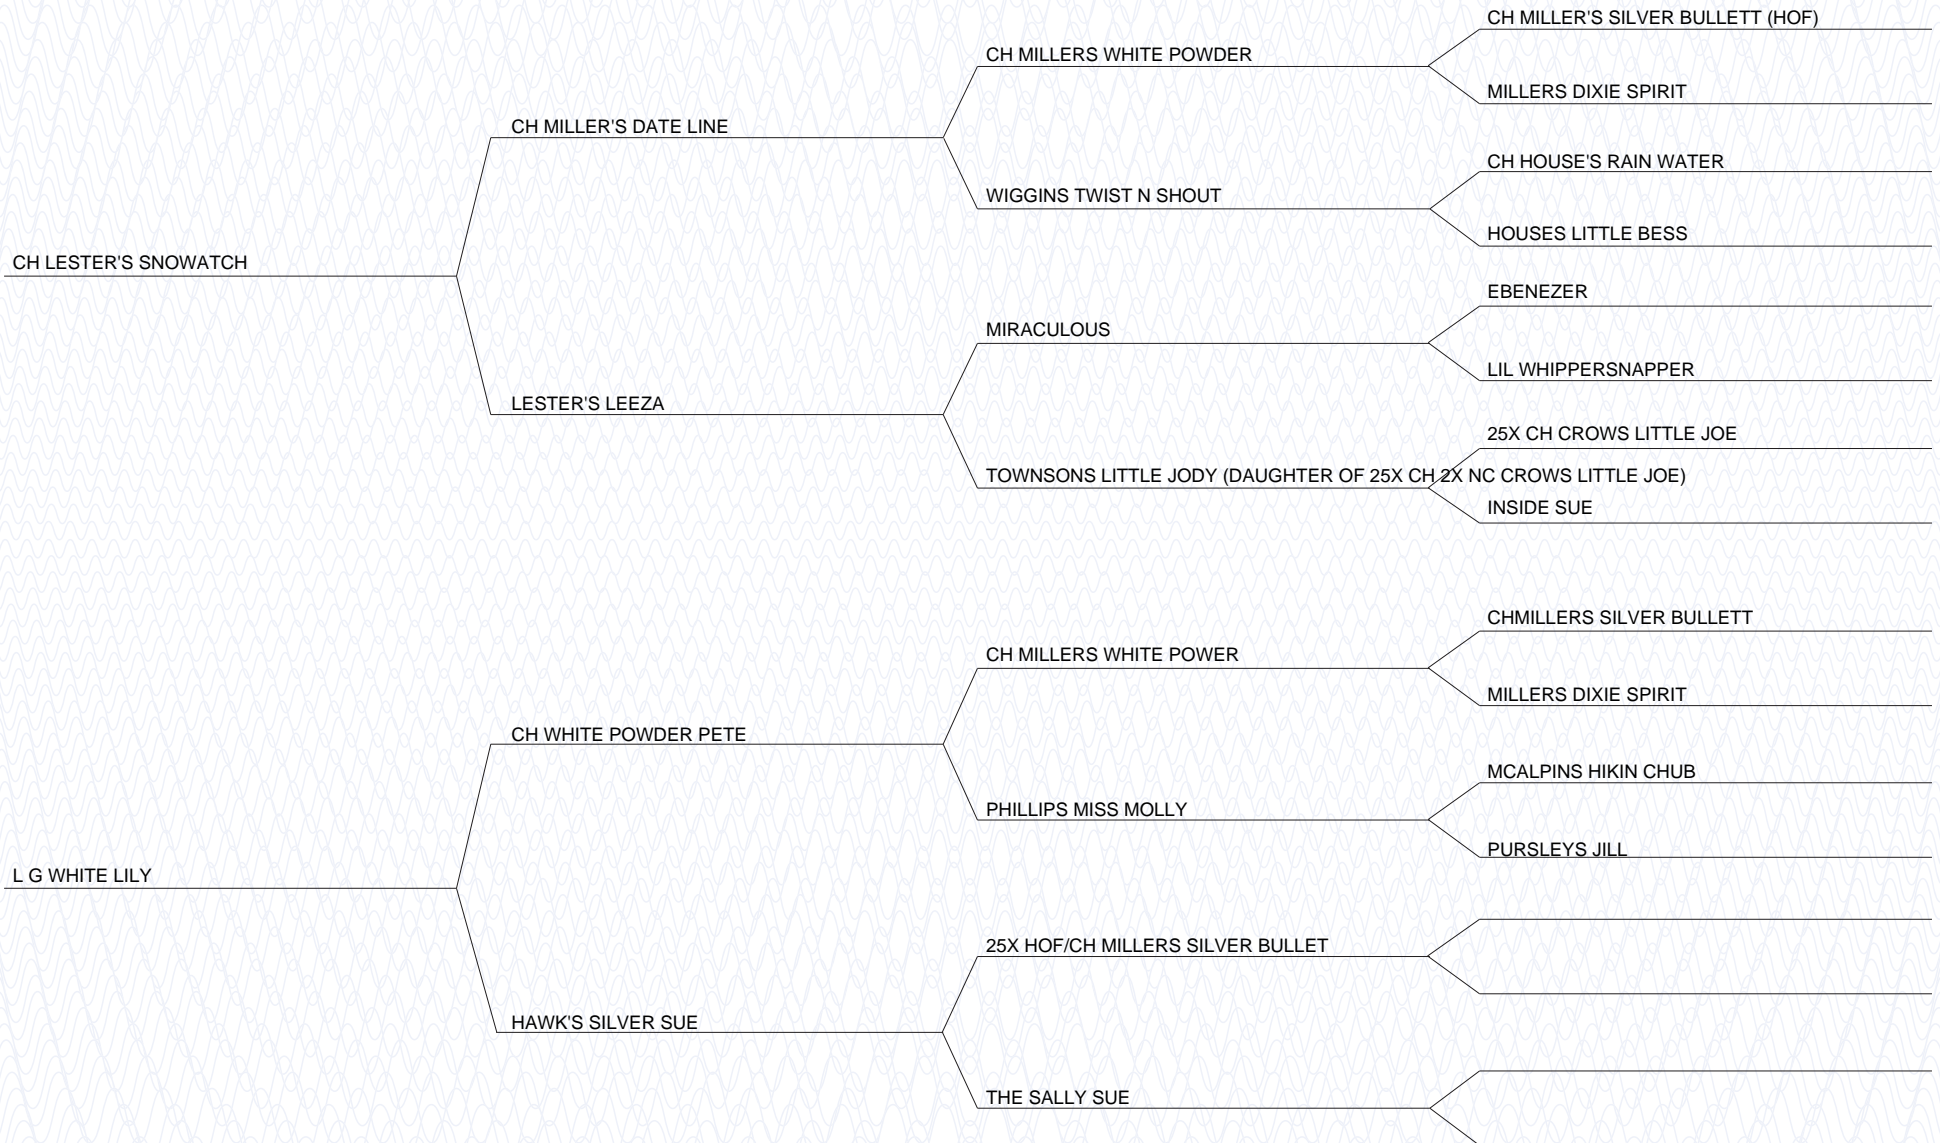 CH MILLER'S SILVER BULLETT (HOF)
CH MILLERS WHITE POWDER
MILLERS DIXIE SPIRIT
CH MILLER'S DATE LINE
CH HOUSE'S RAIN WATER
WIGGINS TWIST N SHOUT
HOUSES LITTLE BESS
CH LESTER'S SNOWATCH
EBENEZER
MIRACULOUS
LIL WHIPPERSNAPPER
LESTER'S LEEZA
25X CH CROWS LITTLE JOE
TOWNSONS LITTLE JODY (DAUGHTER OF 25X CH 2X NC CROWS LITTLE JOE)
INSIDE SUE
CHMILLERS SILVER BULLETT
CH MILLERS WHITE POWER
MILLERS DIXIE SPIRIT
CH WHITE POWDER PETE
MCALPINS HIKIN CHUB
PHILLIPS MISS MOLLY
PURSLEYS JILL
L G WHITE LILY
25X HOF/CH MILLERS SILVER BULLET
HAWK'S SILVER SUE
THE SALLY SUE